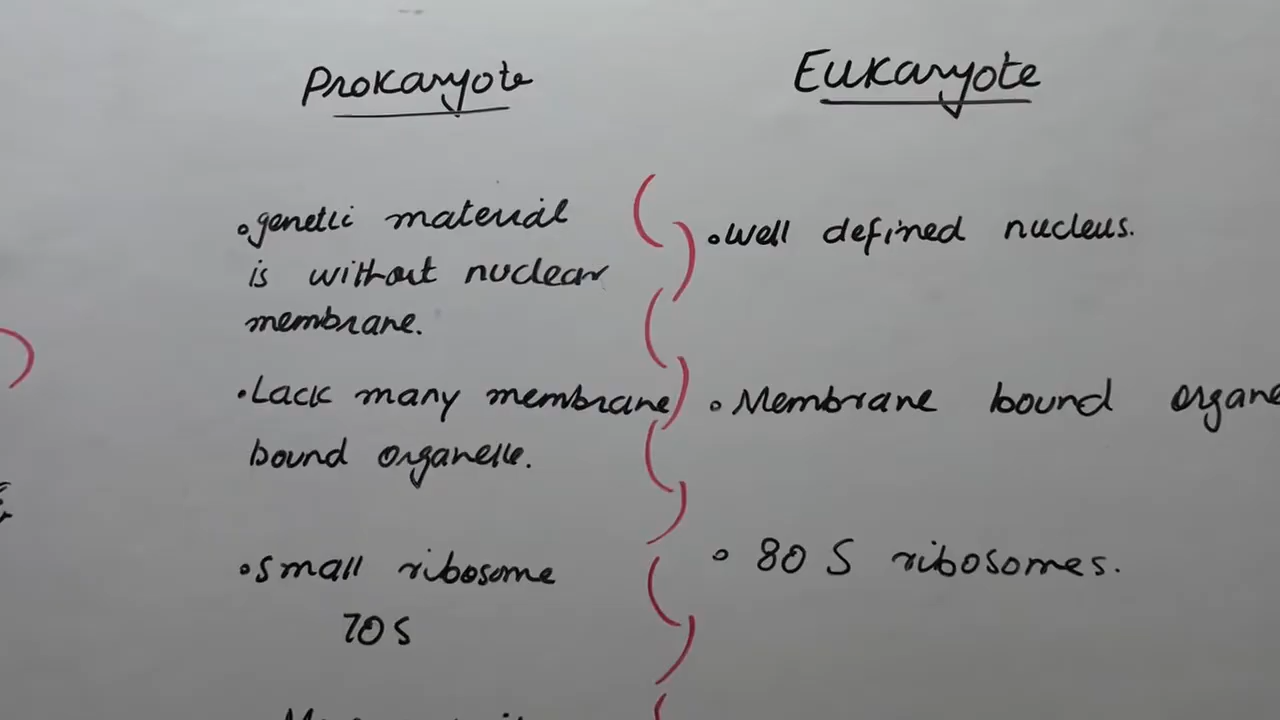 Prokaryote
.genetic material
is without nuclear
membrane.
.Lack many membrane
bound organelle.
.small ribosome
70 S
Eukaryote
.Well defined nucleus.
.Membrane bound organe
.80 S ribosomes.